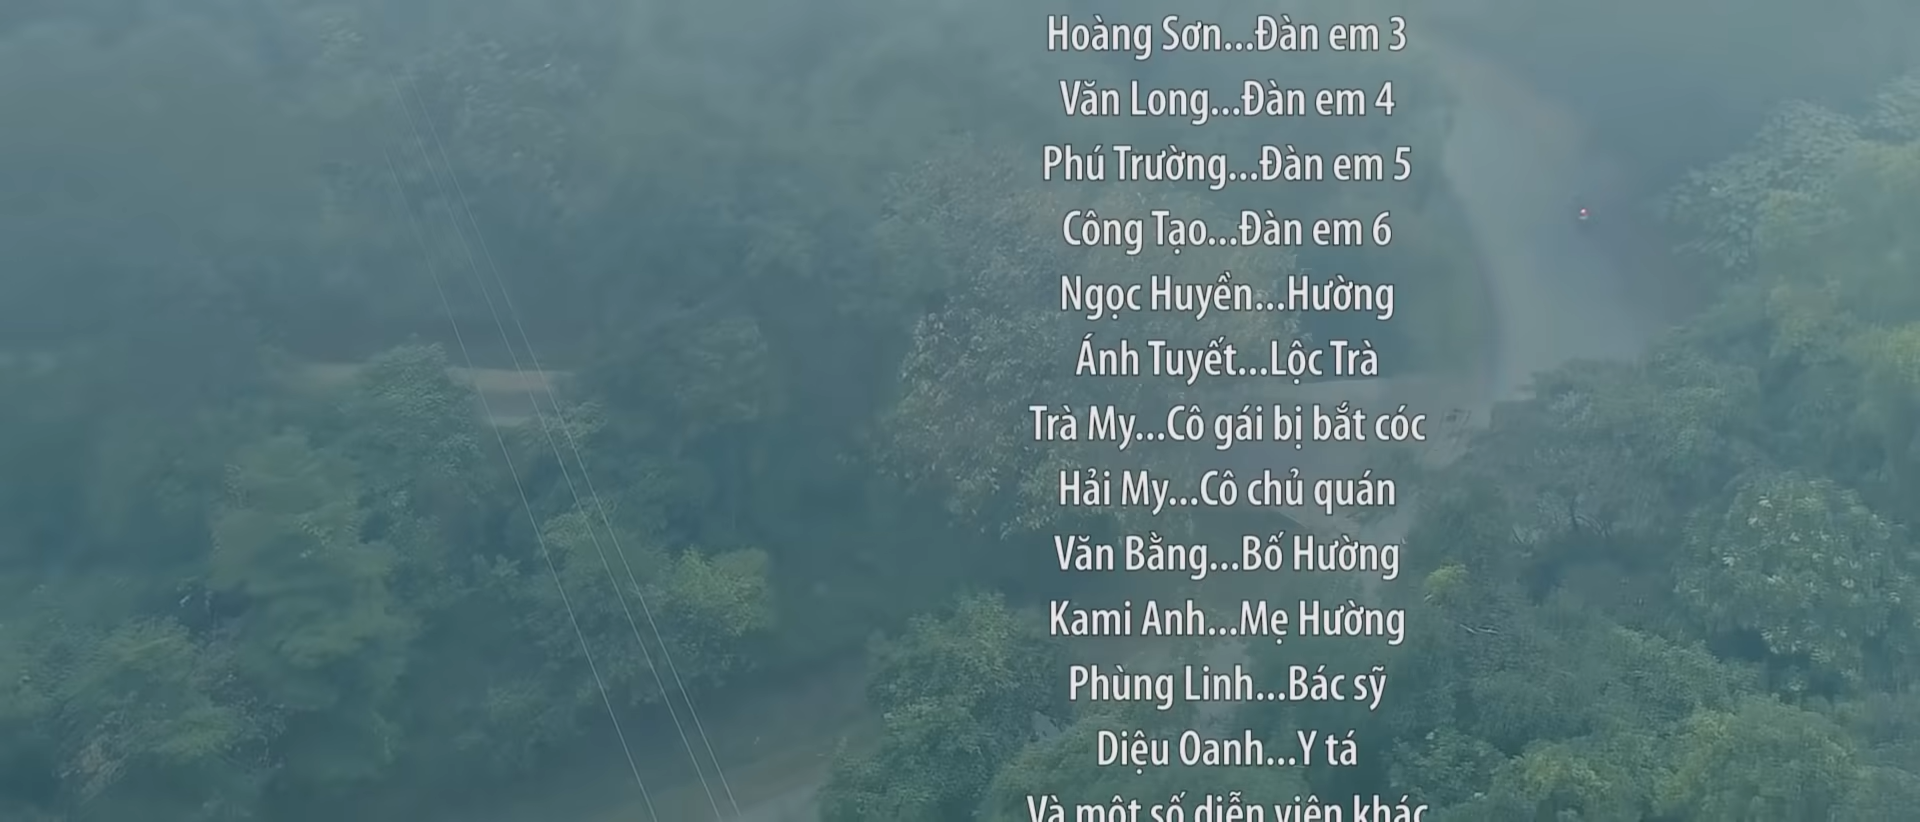 Hoàng Sơn...Đàn em 3
Văn Long...Đàn em 4
Phú Trường...Đàn em 5
Công Tạo...Đàn em 6
Ngọc Huyền...Hường
Ánh Tuyết...Lộc Trà
Trà My...Cô gái bị bắt cóc
Hải My...Cô chủ quán
Văn Bằng...Bố Hường
Kami Anh...Mẹ Hường
Phùng Linh...Bác sỹ
Diệu Oanh...Y tá
Và một số diễn viên khác